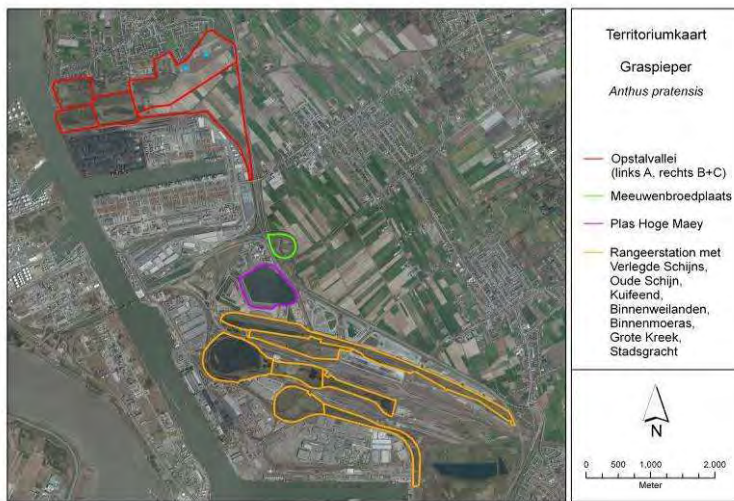 Territoriumkaart
Graspieper
Anthus pratensis
Opstalvallei
(links A, rechts B+C)
Meeuwenbroedplaats
Plas Hoge Maey
Rangeerstation met
Verlegde Schijns,
Oude Schijn,
Kuifeend,
Binnenweilanden,
Binnenmoeras,
Grote Kreek,
Stadsgracht
N
0 500 1.000 2.000
Meter